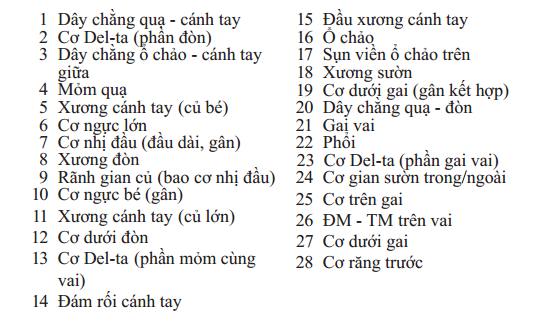 1 Dây chằng quạ - cánh tay
2 Cơ Del-ta (phần đòn)
3 Dây chằng ổ chảo - cánh tay
giữa
4 Mỏm quạ
5 Xương cánh tay (củ bé)
6 Cơ ngực lớn
7 Cơ nhị đầu (đầu dài, gân)
8 Xương đòn
9 Rãnh gian củ (bao cơ nhị đầu)
10 Cơ ngực bé (gân)
11 Xương cánh tay (củ lớn)
12 Cơ dưới đòn
13 Cơ Del-ta (phần mỏm cùng
vai)
14 Đám rối cánh tay
15 Đầu xương cánh tay
16 Ổ chảo
17 Sụn viền ổ chảo trên
18 Xương sườn
19 Cơ dưới gai (gân kết hợp)
20 Dây chằng quạ - đòn
21 Gai vai
22 Phổi
23 Cơ Del-ta (phần gai vai)
24 Cơ gian sườn trong/ngoài
25 Cơ trên gai
26 ĐM - TM trên vai
27 Cơ dưới gai
28 Cơ răng trước